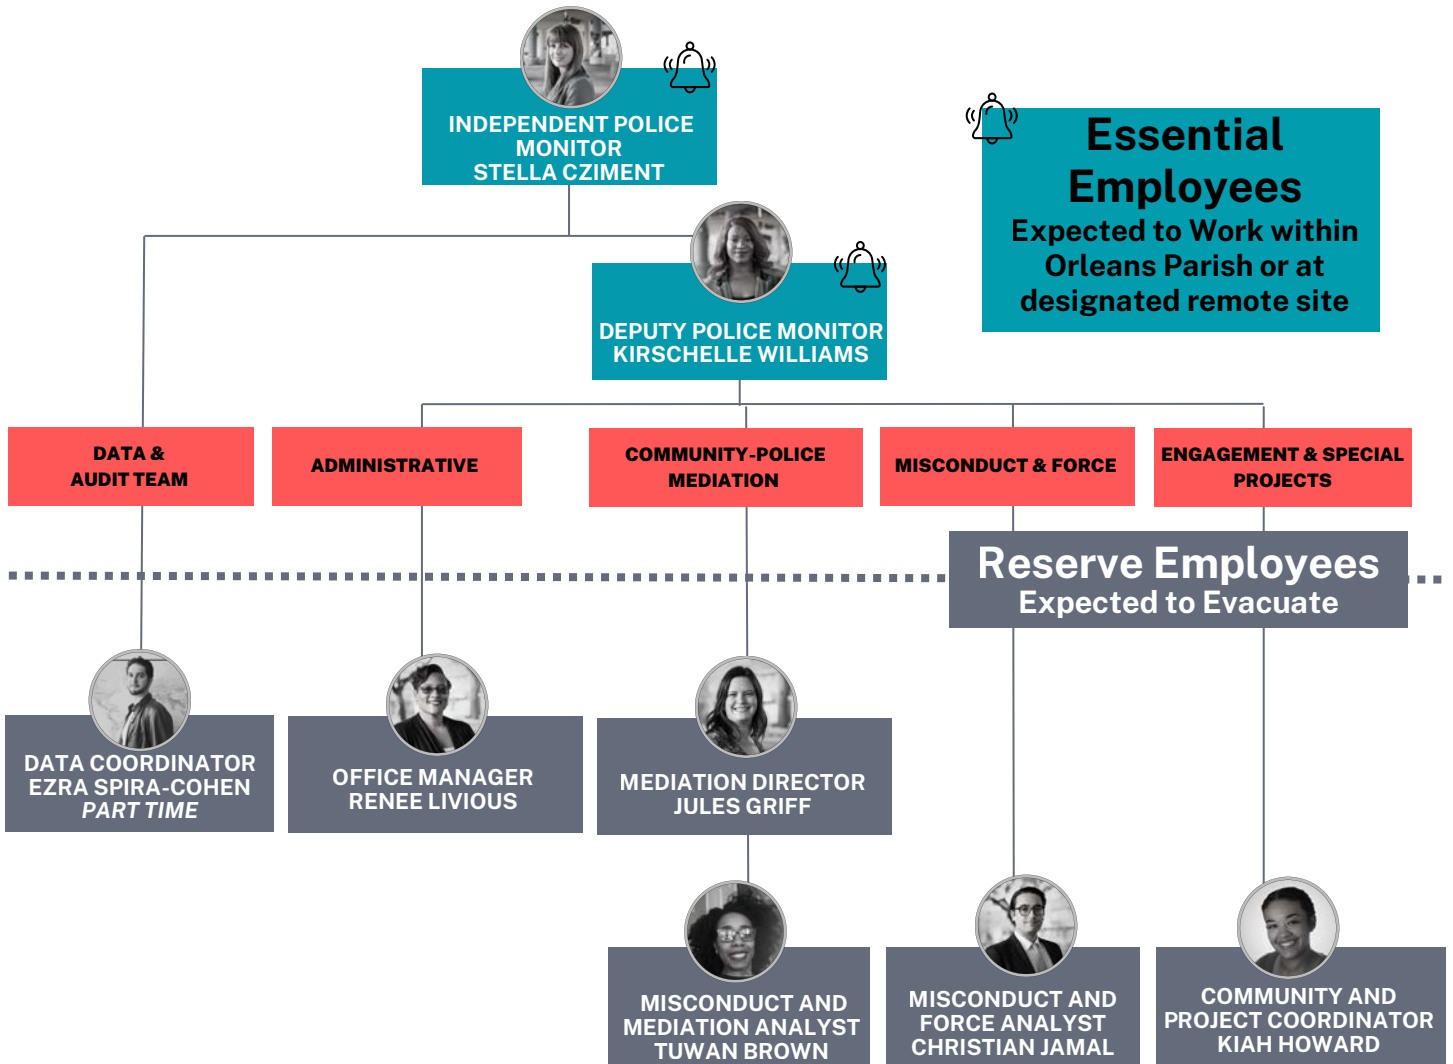 INDEPENDENT POLICE
MONITOR
STELLA CZIMENT
Essential
Employees
Expected to Work within
Orleans Parish or at
designated remote site
DEPUTY POLICE MONITOR
KIRSCHELLE WILLIAMS
DATA &
AUDIT TEAM
ADMINISTRATIVE
COMMUNITY-POLICE
MEDIATION
MISCONDUCT & FORCE
ENGAGEMENT & SPECIAL
PROJECTS
Reserve Employees
Expected to Evacuate
DATA COORDINATOR
EZRA SPIRA-COHEN
PART TIME
OFFICE MANAGER
RENEE LIVIOUS
MEDIATION DIRECTOR
JULES GRIFF
MISCONDUCT AND
MEDIATION ANALYST
TUWAN BROWN
MISCONDUCT AND
FORCE ANALYST
CHRISTIAN JAMAL
COMMUNITY AND
PROJECT COORDINATOR
KIAH HOWARD